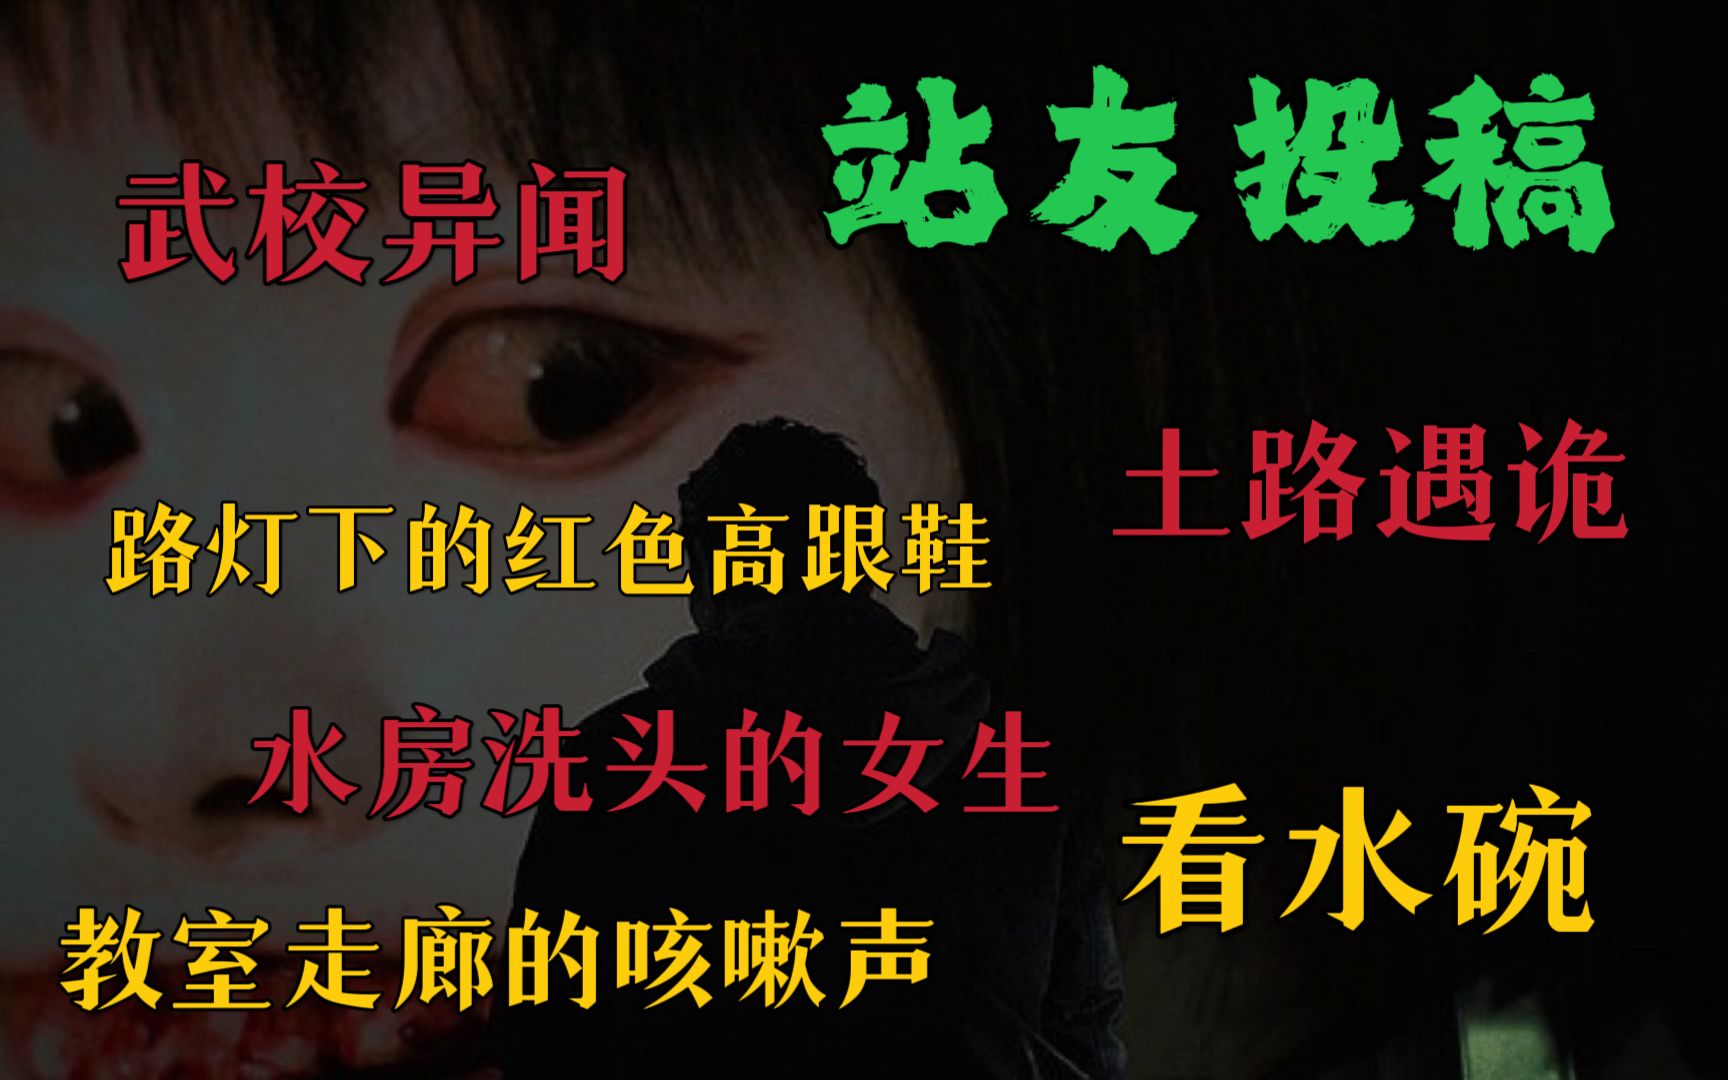 站友投稿
武校异闻
土路遇诡
路灯下的红色高跟鞋
水房洗头的女生
看水碗
教室走廊的咳嗽声